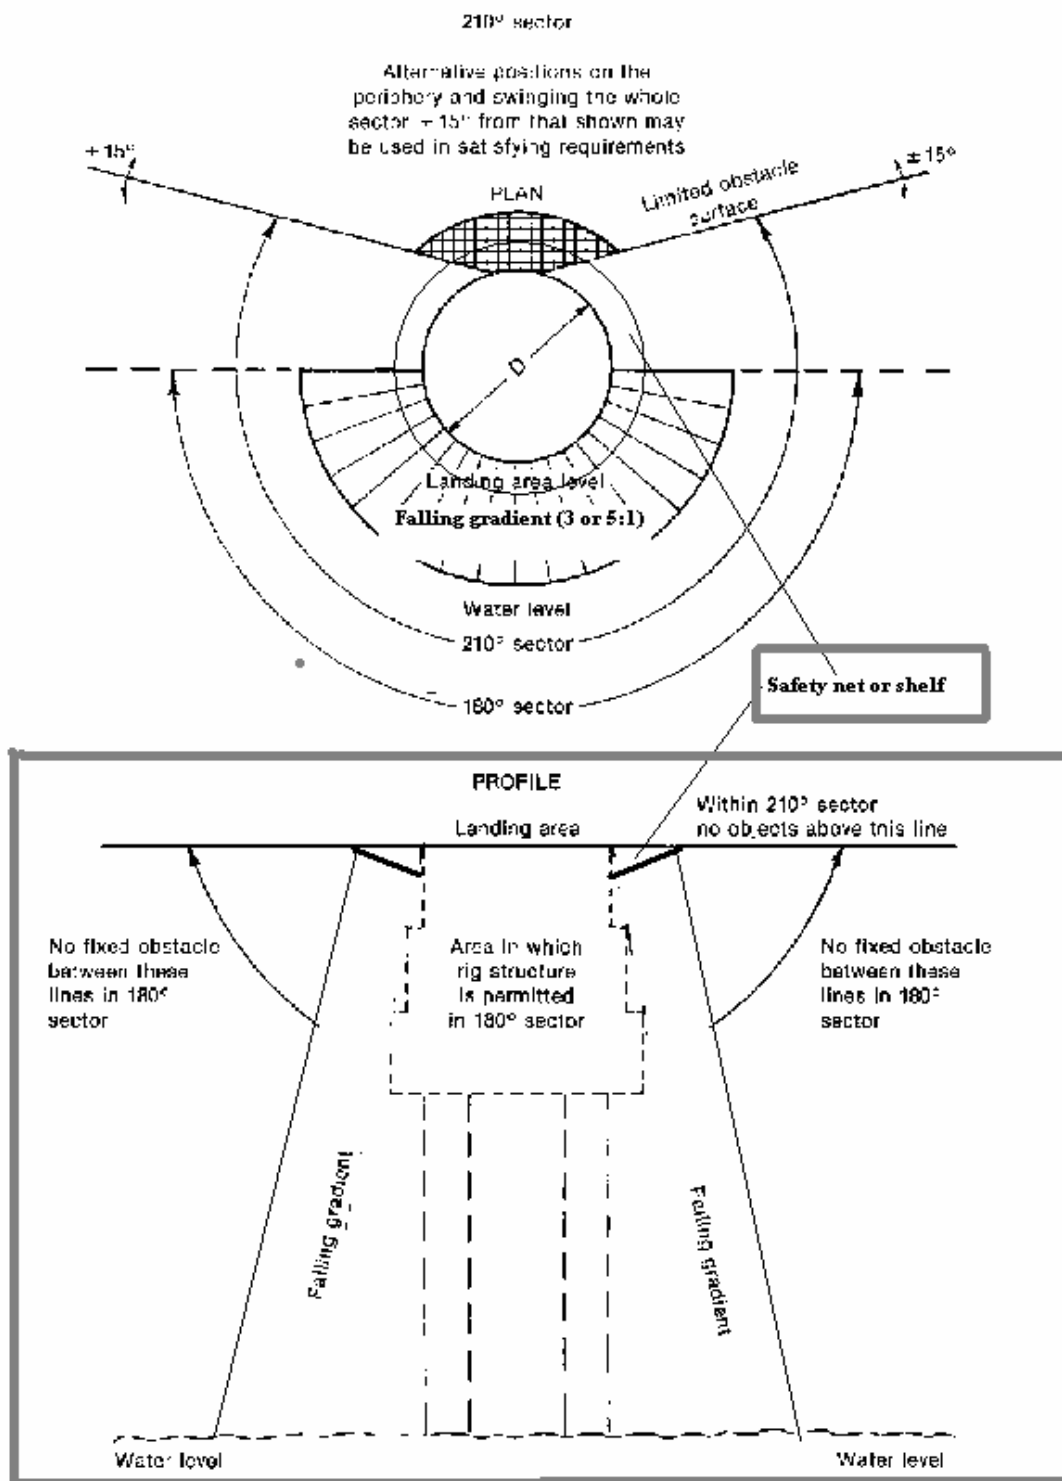 210° sector
Alternative positions on the
periphery and swinging the whole
sector ± 15° from that shown may
be used in satisfying requirements
± 15°
± 15°
PLAN
Limited obstacle
surface
D
Landing area level
Falling gradient (3 or 5:1)
Water level
210° sector
180° sector
Safety net or shelf
PROFILE
Landing area
Within 210° sector
no objects above this line
No fixed obstacle
between these
lines in 180°
sector
Area in which
rig structure
is permitted
in 180° sector
No fixed obstacle
between these
lines in 180°
sector
Falling gradient
Falling gradient
Water level
Water level